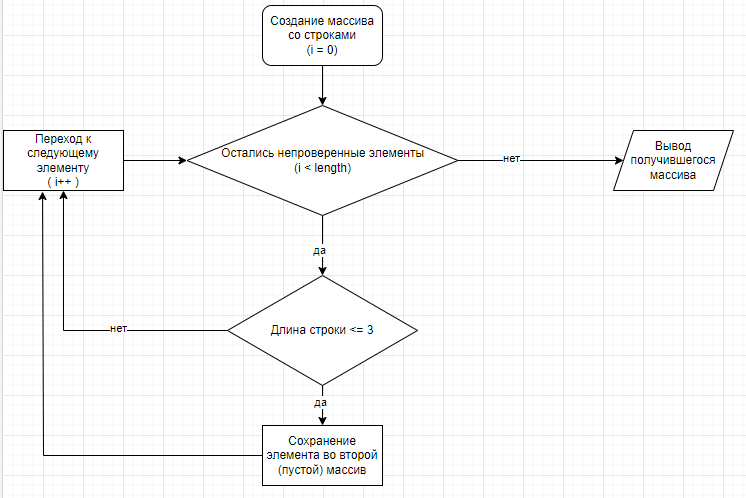 Создание массива
со строками
(i = 0)
Переход к
следующему
элементу
( i++ )
Остались непроверенные элементы
(i < length)
нет
Вывод
получившегося
массива
да
Длина строки <= 3
нет
да
Сохранение
элемента во второй
(пустой) массив